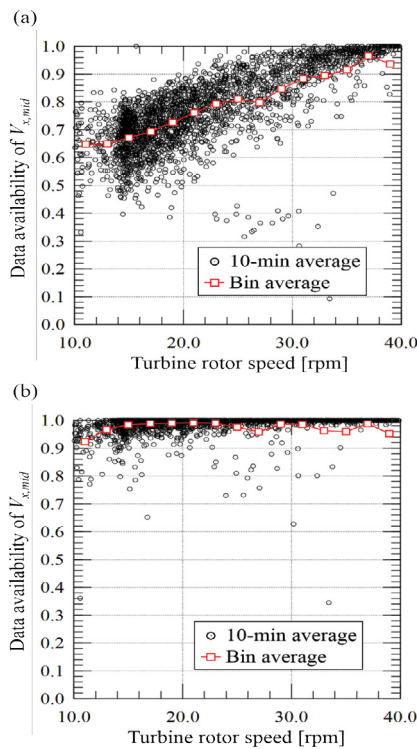 (a)
Data availability of Vx,mid
1.0
0.9
0.8
0.7
0.6
0.5
0.4
0.3
0.2
0.1
0.0
10-min average
Bin average
10.0 20.0 30.0 40.0
Turbine rotor speed [rpm]
(b)
Data availability of Vx,mid
1.0
0.9
0.8
0.7
0.6
0.5
0.4
0.3
0.2
0.1
0.0
10-min average
Bin average
10.0 20.0 30.0 40.0
Turbine rotor speed [rpm]